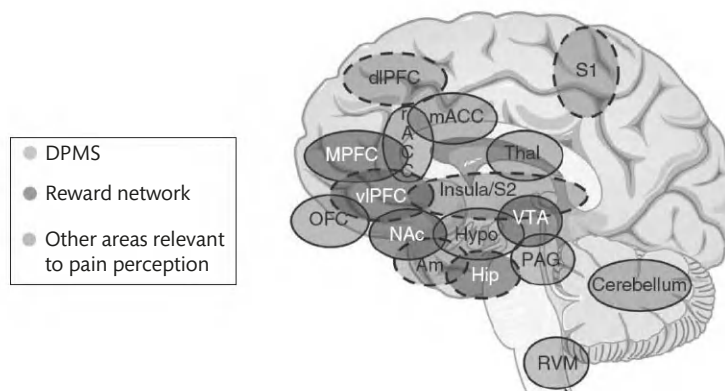 DPMS
Reward network
Other areas relevant
to pain perception
dlPFC
S1
rACC
mACC
MPFC
Thal
vlPFC
Insula/S2
OFC
NAc
Hypo
VTA
Am
Hip
PAG
Cerebellum
RVM